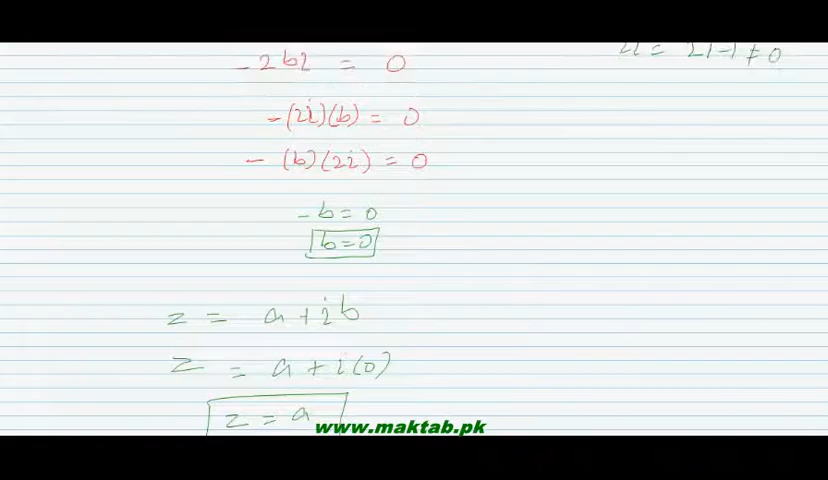 -2bi = 0
-(2i)(b) = 0
- (b)(2i) = 0
-b = 0
b = 0
z = a + ib
z = a + i(0)
z = a
www.maktab.pk